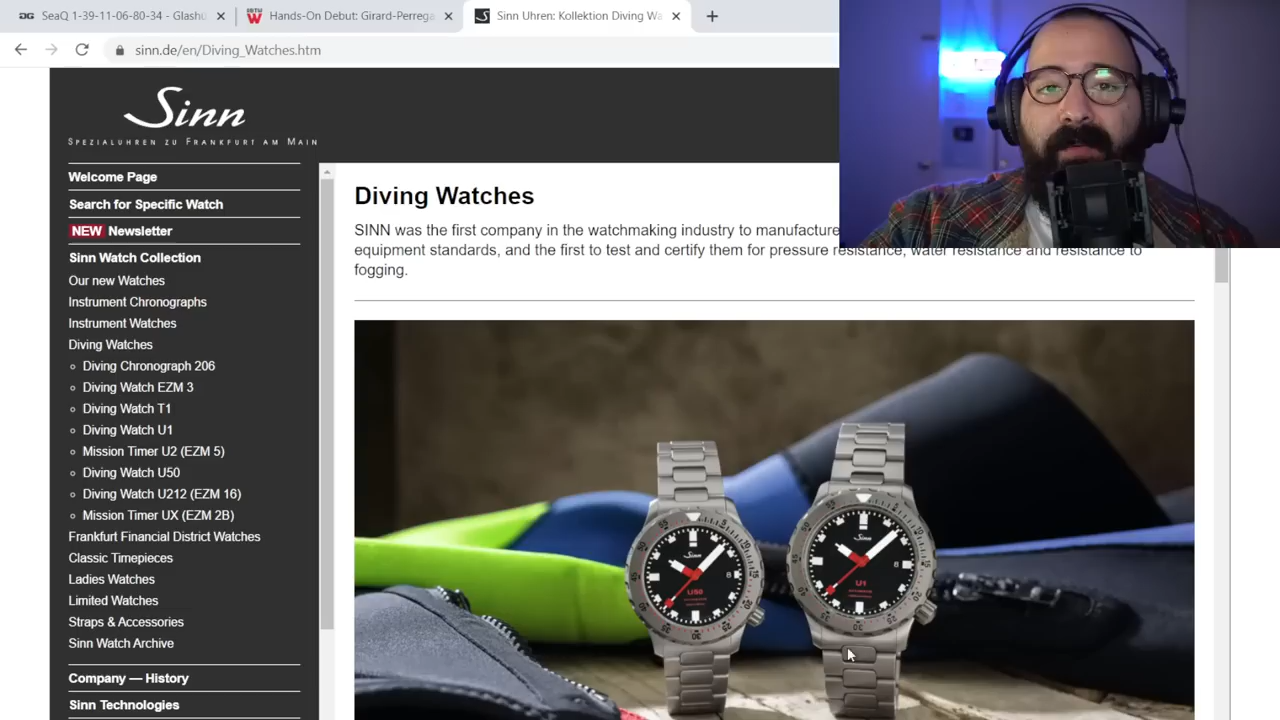 SeaQ 1-39-11-06-80-34 - Glashü
Hands-On Debut: Girard-Perrega
Sinn Uhren: Kollektion Diving Wa
sinn.de/en/Diving_Watches.htm
Sinn
SPEZIALUHREN ZU FRANKFURT AM MAIN
Welcome Page
Search for Specific Watch
NEW Newsletter
Sinn Watch Collection
Our new Watches
Instrument Chronographs
Instrument Watches
Diving Watches
Diving Chronograph 206
Diving Watch EZM 3
Diving Watch T1
Diving Watch U1
Mission Timer U2 (EZM 5)
Diving Watch U50
Diving Watch U212 (EZM 16)
Mission Timer UX (EZM 2B)
Frankfurt Financial District Watches
Classic Timepieces
Ladies Watches
Limited Watches
Straps & Accessories
Sinn Watch Archive
Company — History
Sinn Technologies
Diving Watches
SINN was the first company in the watchmaking industry to manufacture
equipment standards, and the first to test and certify them for pressure resistance, water resistance and resistance to
fogging.
Sinn
U50
Sinn
U1